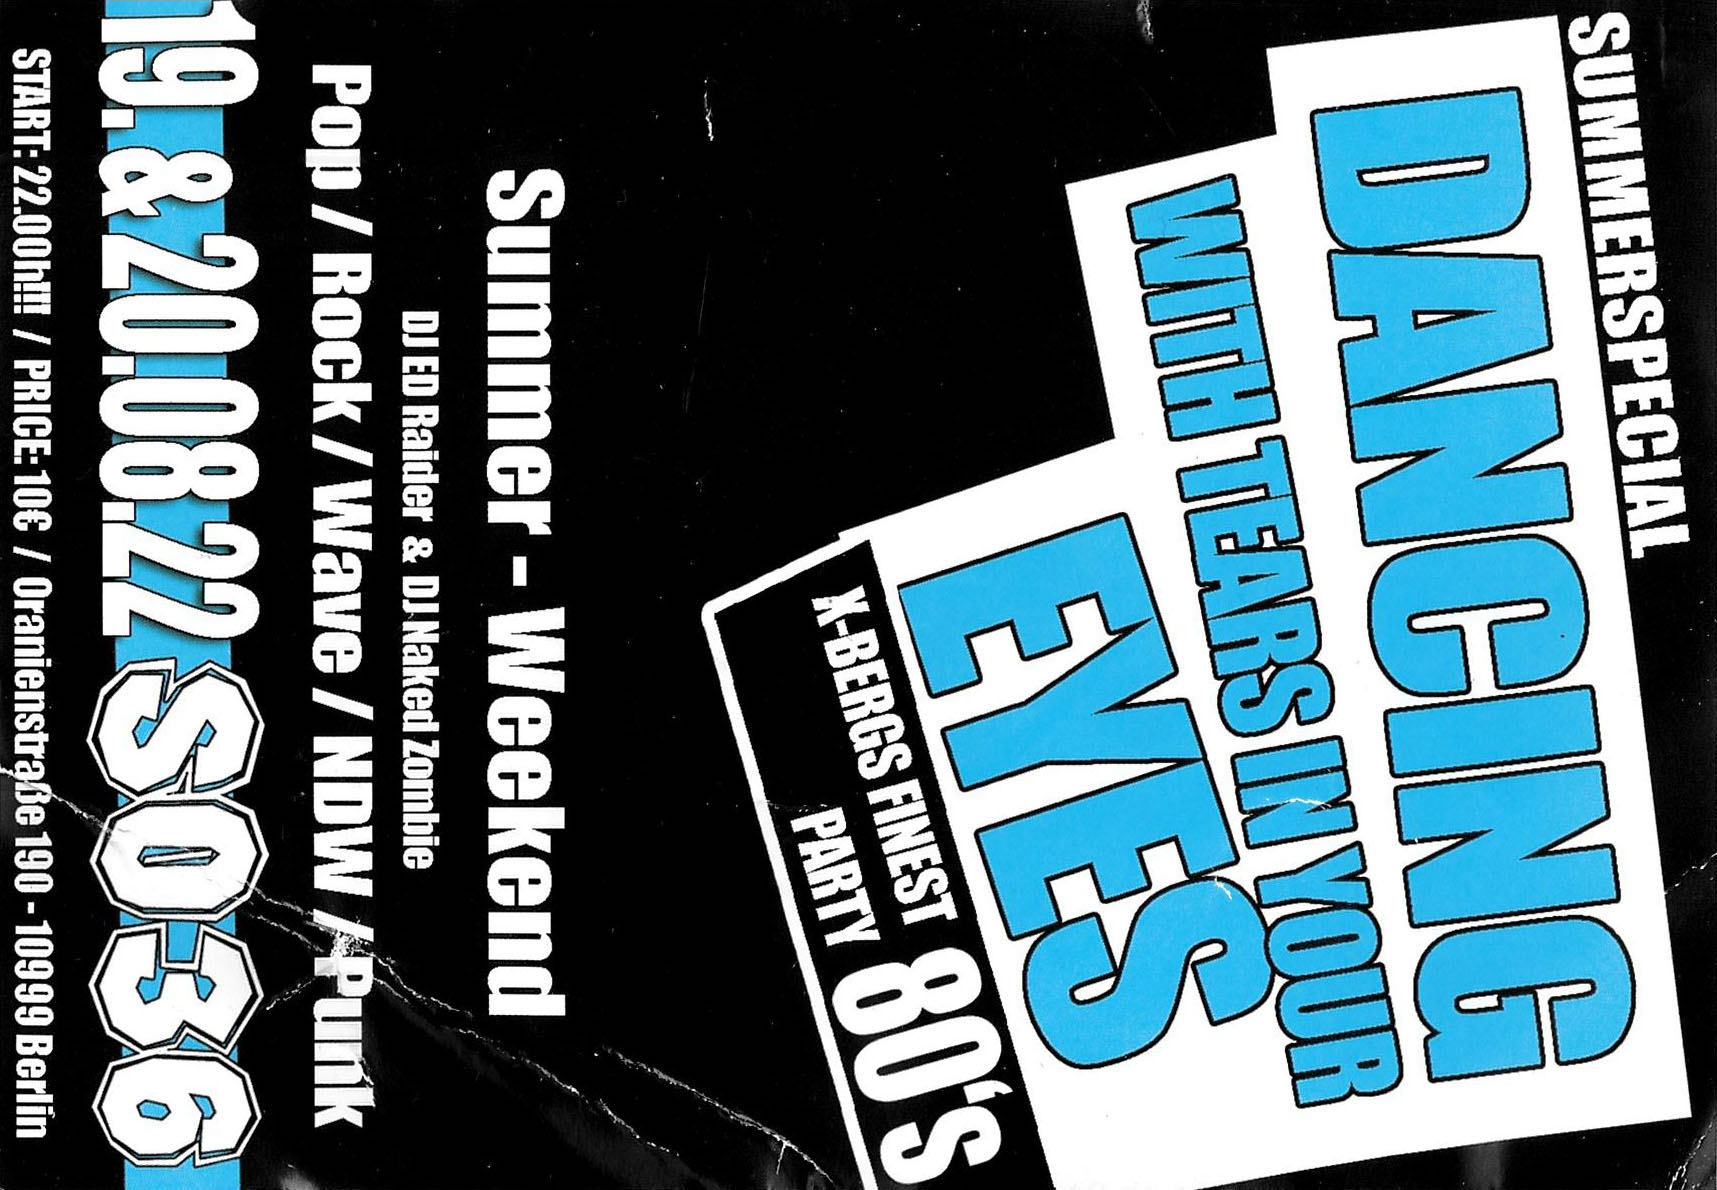 SUMMERSPECIAL
DANCING
WITH TEARS IN YOUR
EYES
X-BERGS FINEST 80's
PARTY
Summer - Weekend
DJ ED Raider & DJ Naked Zombie
Pop / Rock / Wave / NDW / Punk
19. & 20.08.22 SO36
START: 22.00h!!! / PRICE: 10€ / Oranienstraße 190 - 10999 Berlin